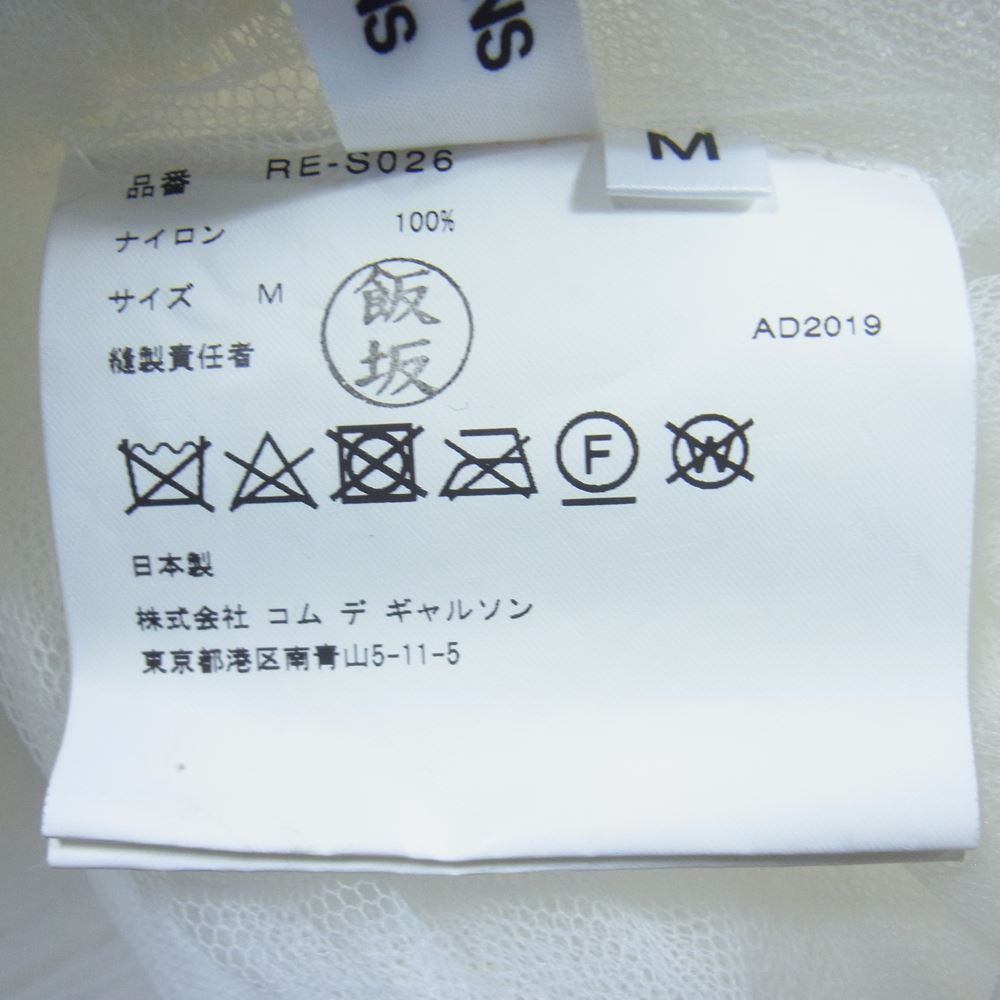 NS
NS
M
品番 RE-S026
ナイロン 100%
サイズ M
飯坂
AD2019
縫製責任者
F
W
日本製
株式会社 コム デ ギャルソン
東京都港区南青山5-11-5